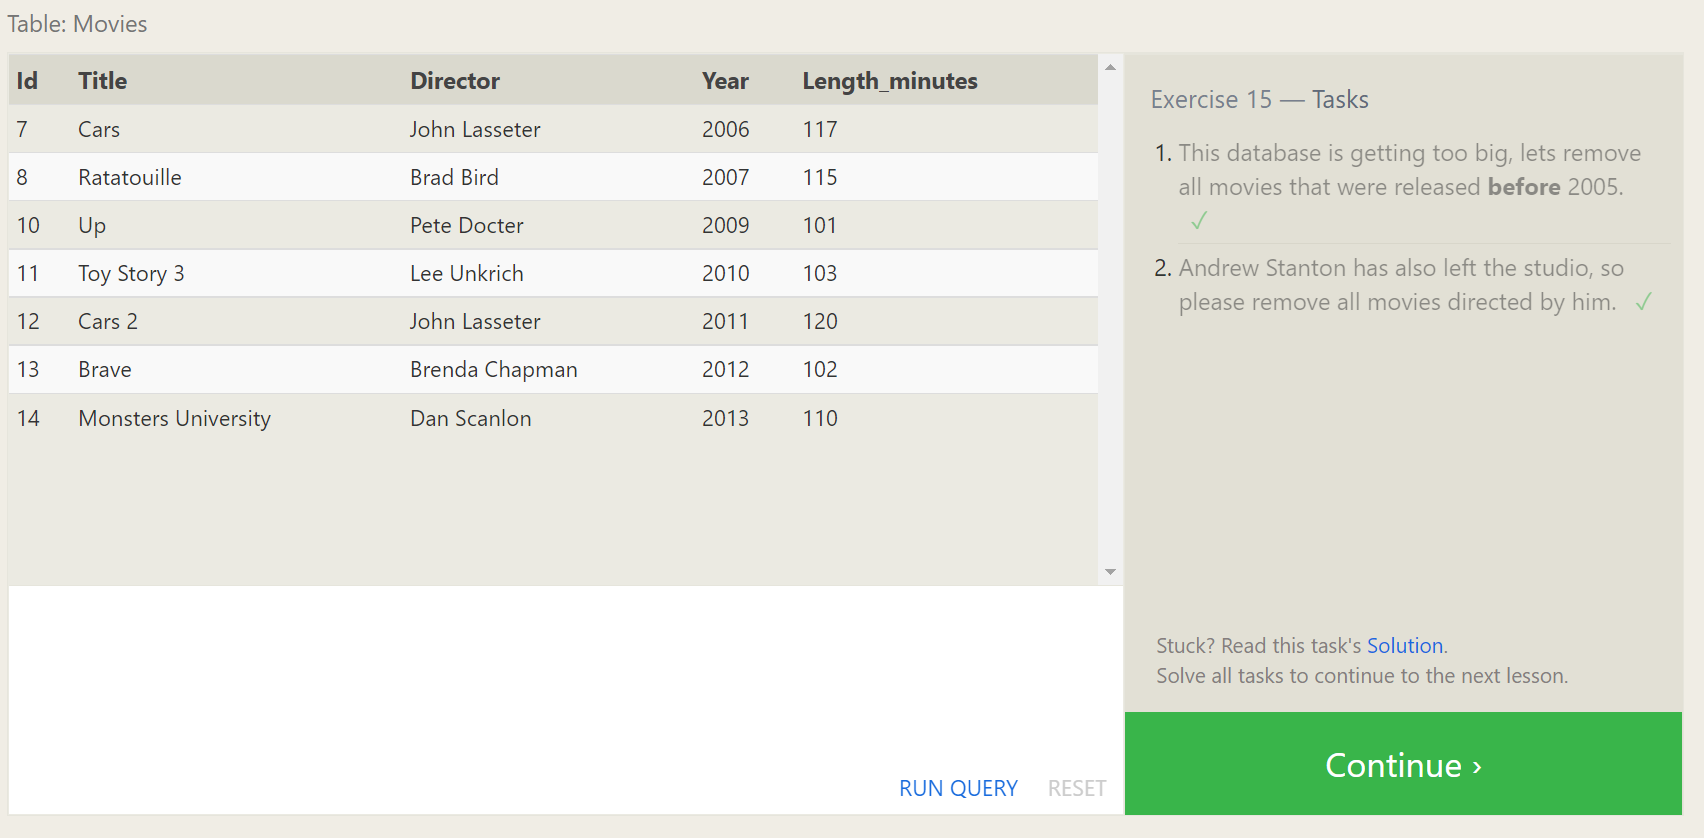 Table: Movies
Id Title Director Year Length_minutes
7 Cars John Lasseter 2006 117
8 Ratatouille Brad Bird 2007 115
10 Up Pete Docter 2009 101
11 Toy Story 3 Lee Unkrich 2010 103
12 Cars 2 John Lasseter 2011 120
13 Brave Brenda Chapman 2012 102
14 Monsters University Dan Scanlon 2013 110
RUN QUERY RESET
Exercise 15 — Tasks
1. This database is getting too big, lets remove
all movies that were released before 2005.
✓
2. Andrew Stanton has also left the studio, so
please remove all movies directed by him. ✓
Stuck? Read this task's Solution.
Solve all tasks to continue to the next lesson.
Continue ›